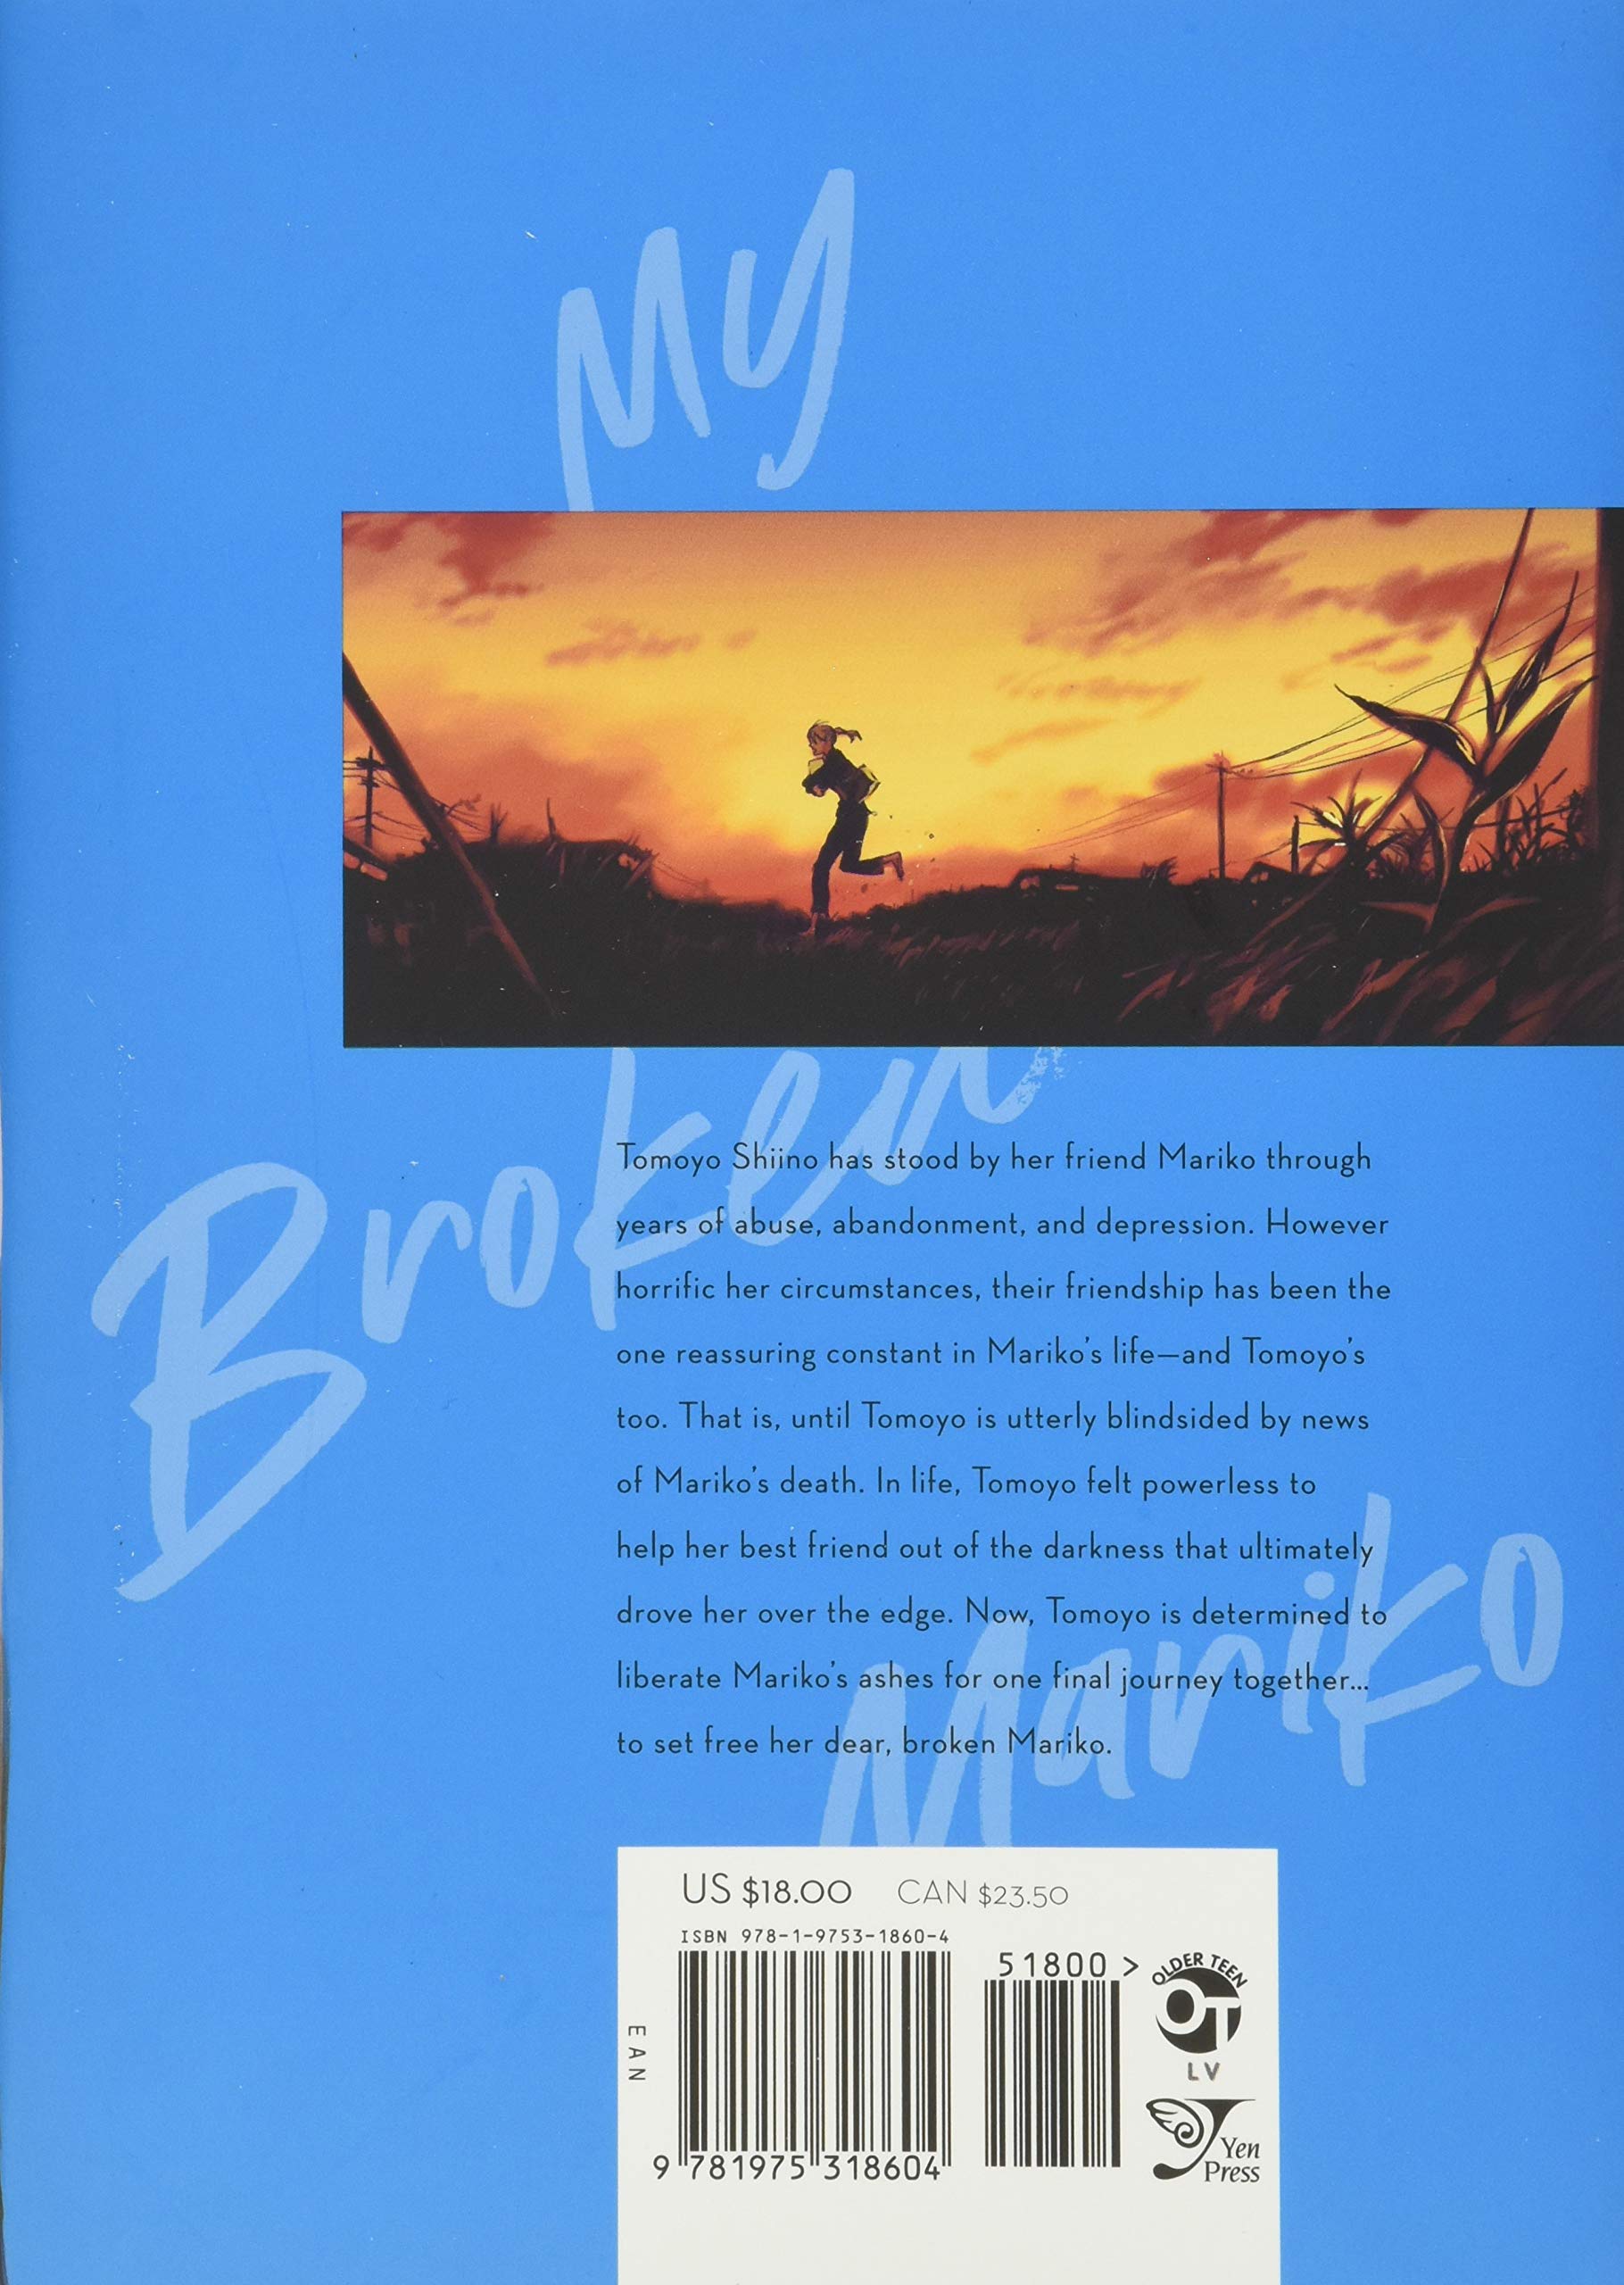 My
Broken
Mariko
Tomoyo Shiino has stood by her friend Mariko through
years of abuse, abandonment, and depression. However
horrific her circumstances, their friendship has been the
one reassuring constant in Mariko's life—and Tomoyo's
too. That is, until Tomoyo is utterly blindsided by news
of Mariko's death. In life, Tomoyo felt powerless to
help her best friend out of the darkness that ultimately
drove her over the edge. Now, Tomoyo is determined to
liberate Mariko's ashes for one final journey together...
to set free her dear, broken Mariko.
US $18.00 CAN $23.50
ISBN 978-1-9753-1860-4
51800 >
EAN
9 781975 318604
OLDER TEEN
OT
LV
Yen
Press